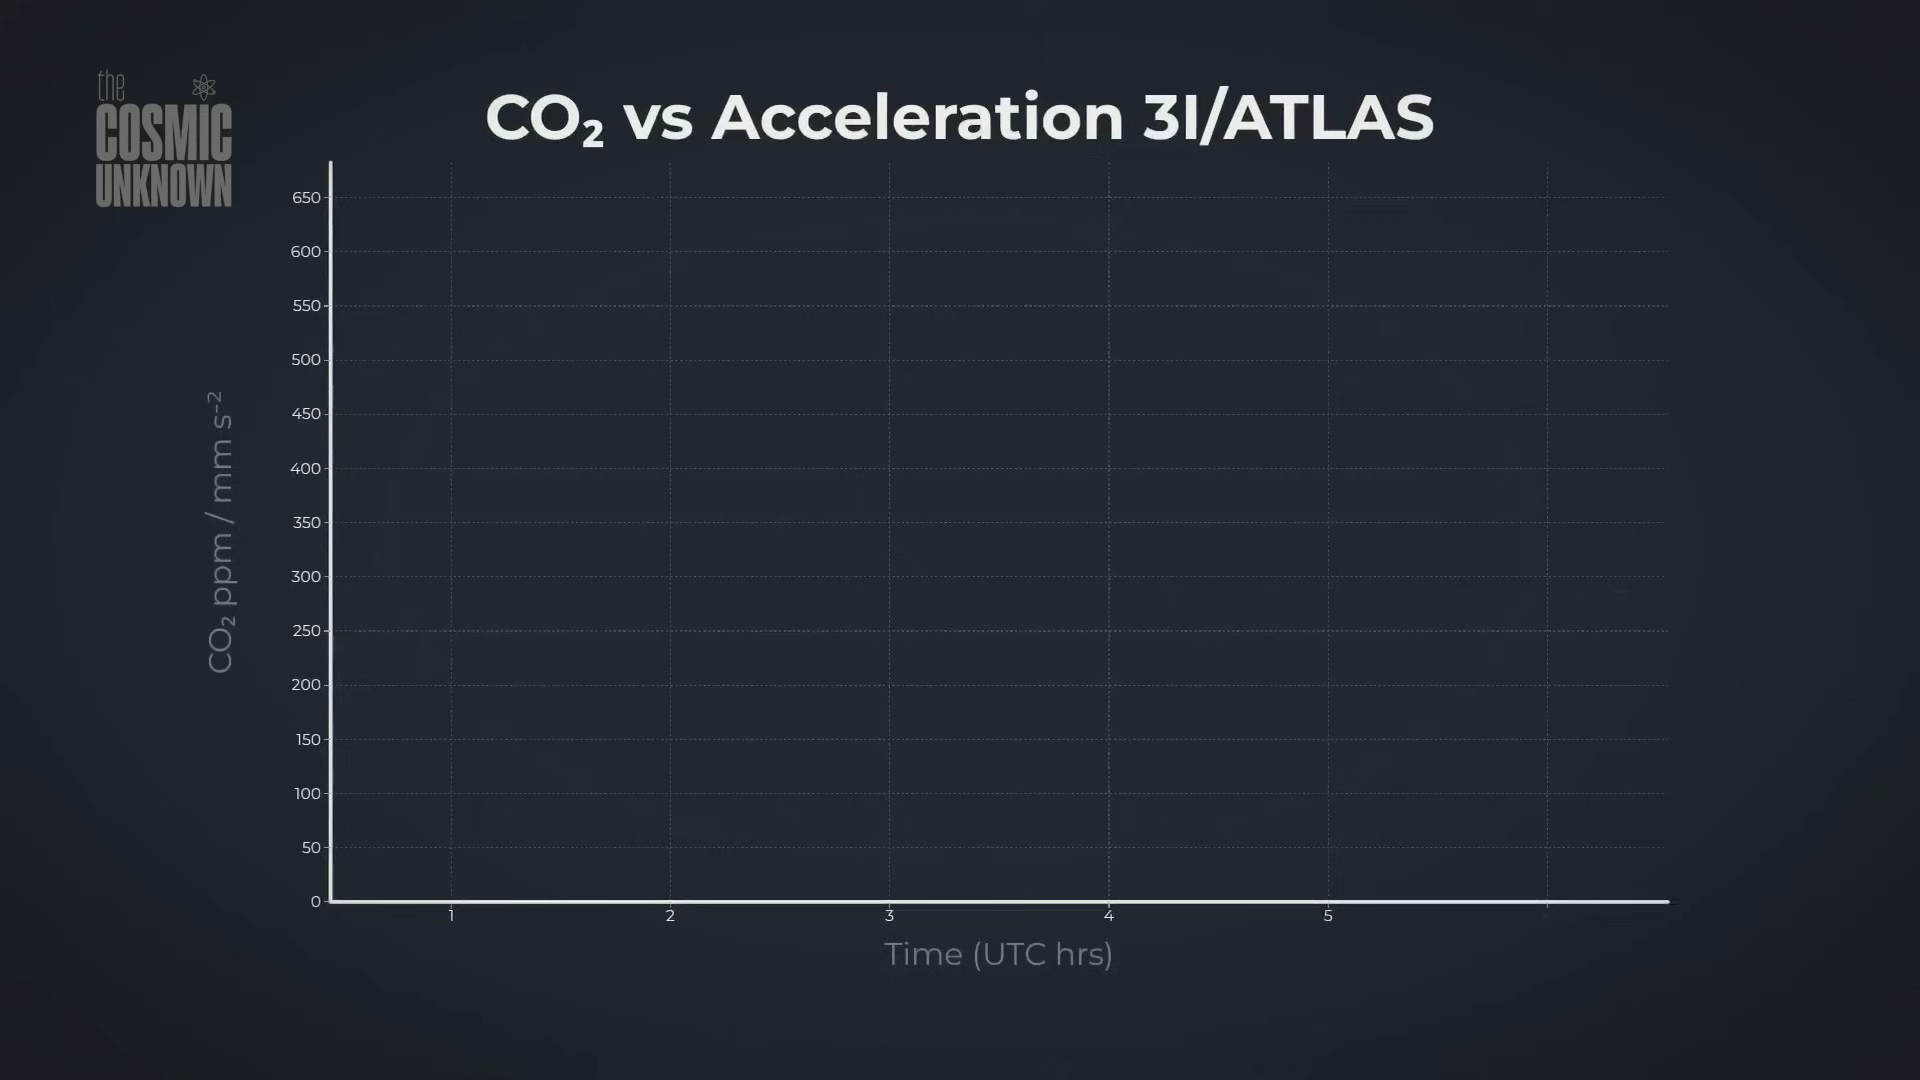 the
COSMIC
UNKNOWN
CO₂ vs Acceleration 3I/ATLAS
650
600
550
500
450
400
350
300
250
200
150
100
50
0
CO₂ ppm / mm s⁻²
1 2 3 4 5
Time (UTC hrs)